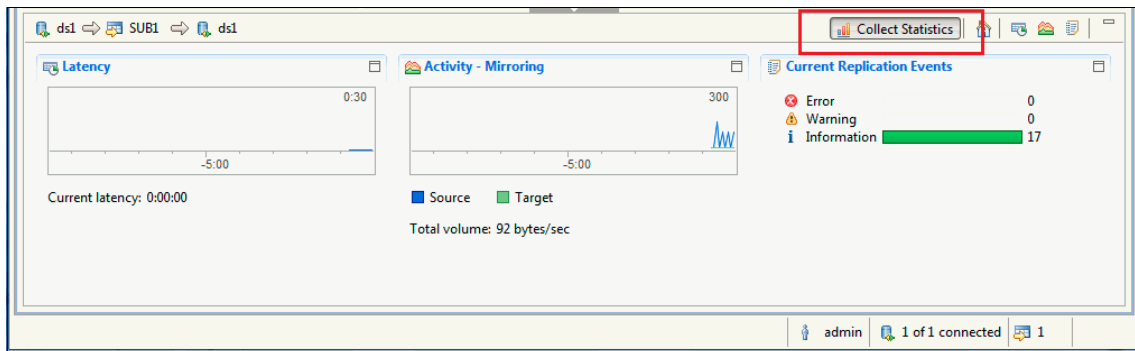 ds1 SUB1 ds1 Collect Statistics
Latency
0:30
-5:00
Current latency: 0:00:00
Activity - Mirroring
300
-5:00
Source Target
Total volume: 92 bytes/sec
Current Replication Events
Error 0
Warning 0
Information 17
admin 1 of 1 connected 1